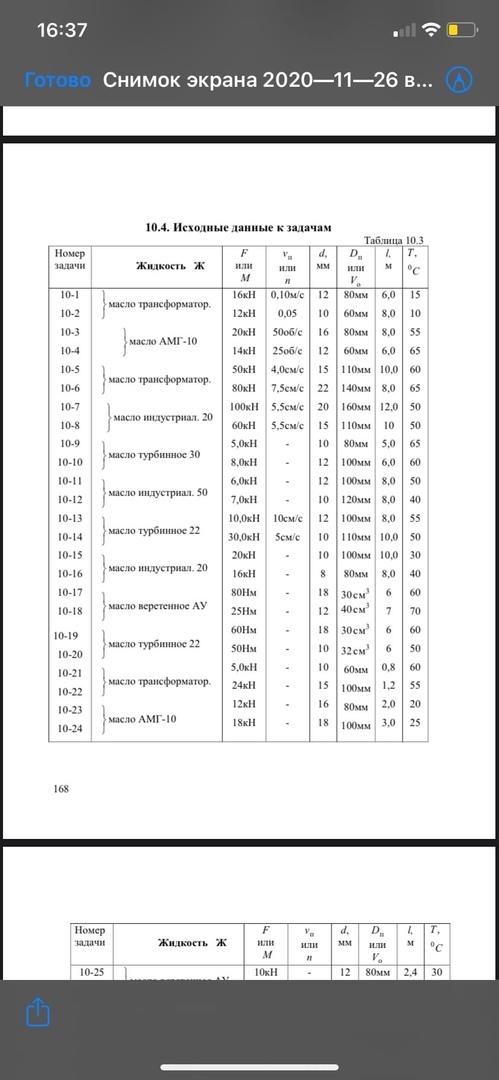 16:37
Готово Снимок экрана 2020—11—26 в...
10.4. Исходные данные к задачам
Таблица 10.3
Номер задачи Жидкость Ж F или M vп или n d, мм Dп или Vo l, м T, 0C
10-1 масло трансформатор. 16кН 0,10м/с 12 80мм 6,0 15
10-2 12кН 0,05 10 60мм 8,0 10
10-3 масло АМГ-10 20кН 50об/с 16 80мм 8,0 55
10-4 14кН 25об/с 12 60мм 6,0 65
10-5 масло трансформатор. 50кН 4,0см/с 15 110мм 10,0 60
10-6 80кН 7,5см/с 22 140мм 8,0 65
10-7 масло индустриал. 20 100кН 5,5см/с 20 160мм 12,0 50
10-8 60кН 5,5см/с 15 110мм 10 50
10-9 масло турбинное 30 5,0кН - 10 80мм 5,0 65
10-10 8,0кН - 12 100мм 6,0 60
10-11 масло индустриал. 50 6,0кН - 12 100мм 8,0 50
10-12 7,0кН - 10 120мм 8,0 40
10-13 масло турбинное 22 10,0кН 10см/с 12 100мм 8,0 55
10-14 30,0кН 5см/с 10 110мм 10,0 50
10-15 масло индустриал. 20 20кН - 10 100мм 10,0 30
10-16 16кН - 8 80мм 8,0 40
10-17 масло веретенное АУ 80Нм - 18 30см³ 6 60
10-18 25Нм - 12 40см³ 7 70
10-19 масло турбинное 22 60Нм - 18 30см³ 6 60
10-20 50Нм - 10 32см³ 6 50
10-21 масло трансформатор. 5,0кН - 10 60мм 0,8 60
10-22 24кН - 15 100мм 1,2 55
10-23 масло АМГ-10 12кН - 16 80мм 2,0 20
10-24 18кН - 18 100мм 3,0 25
168
Номер задачи Жидкость Ж F или M vп или n d, мм Dп или Vo l, м T, 0C
10-25 10кН - 12 80мм 2,4 30